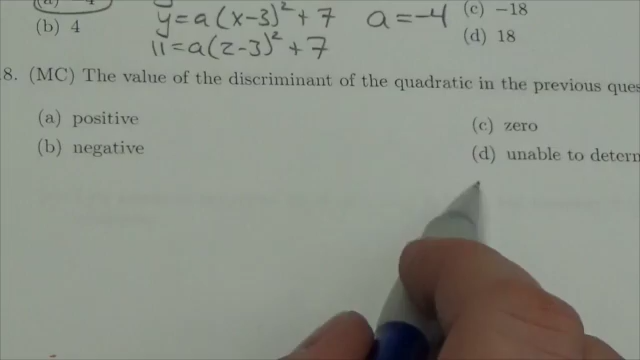 (a) -4
y = a(x-3)² + 7 a = -4 (c) −18
(b) 4 11 = a(2-3)² + 7 (d) 18
8. (MC) The value of the discriminant of the quadratic in the previous ques
(a) positive (c) zero
(b) negative (d) unable to determ